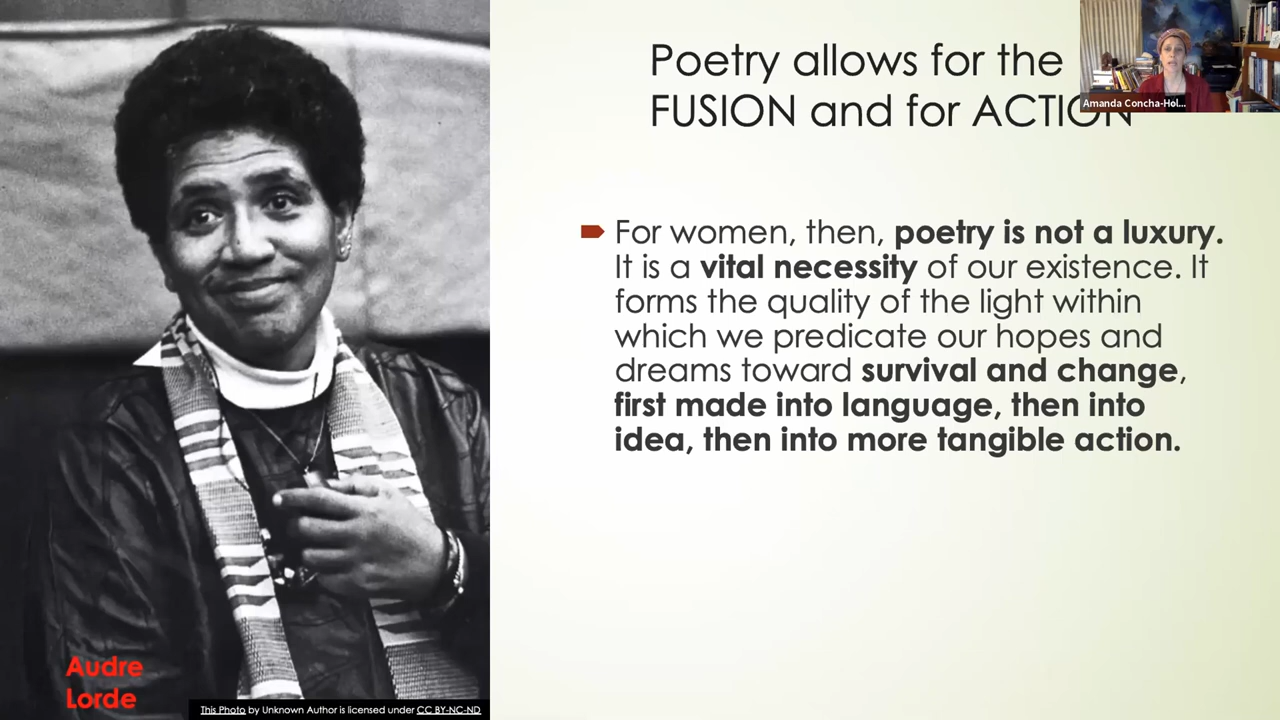 Poetry allows for the
FUSION and for ACTION
Amanda Concha-Hol...
For women, then, poetry is not a luxury.
It is a vital necessity of our existence. It
forms the quality of the light within
which we predicate our hopes and
dreams toward survival and change,
first made into language, then into
idea, then into more tangible action.
Audre
Lorde
This Photo by Unknown Author is licensed under CC BY-NC-ND